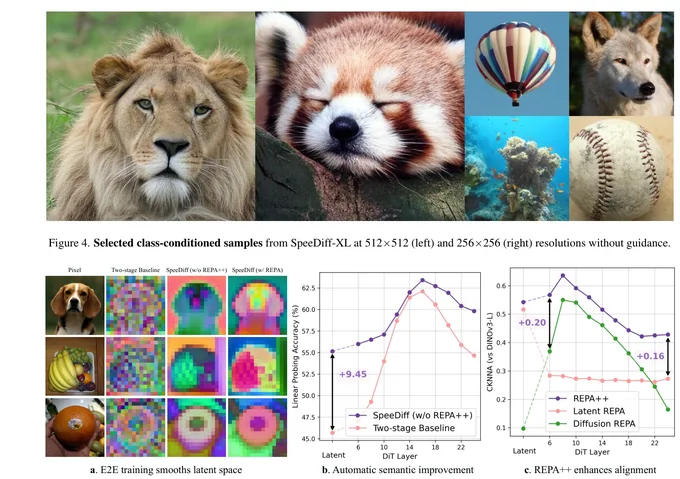 Figure 4. Selected class-conditioned samples from SpeeDiff-XL at 512×512 (left) and 256×256 (right) resolutions without guidance.
Pixel Two-stage Baseline SpeeDiff (w/o REPA++) SpeeDiff (w/ REPA)
a. E2E training smooths latent space
Linear Probing Accuracy (%)
62.5
60.0
57.5
55.0
52.5
50.0
47.5
45.0
+9.45
SpeeDiff (w/o REPA++)
Two-stage Baseline
Latent 6 10 14 18 22
DiT Layer
b. Automatic semantic improvement
CKNNA (vs DINOv3-L)
0.6
0.5
0.4
0.3
0.2
0.1
+0.20
+0.16
REPA++
Latent REPA
Diffusion REPA
Latent 6 10 14 18 22
DiT Layer
c. REPA++ enhances alignment